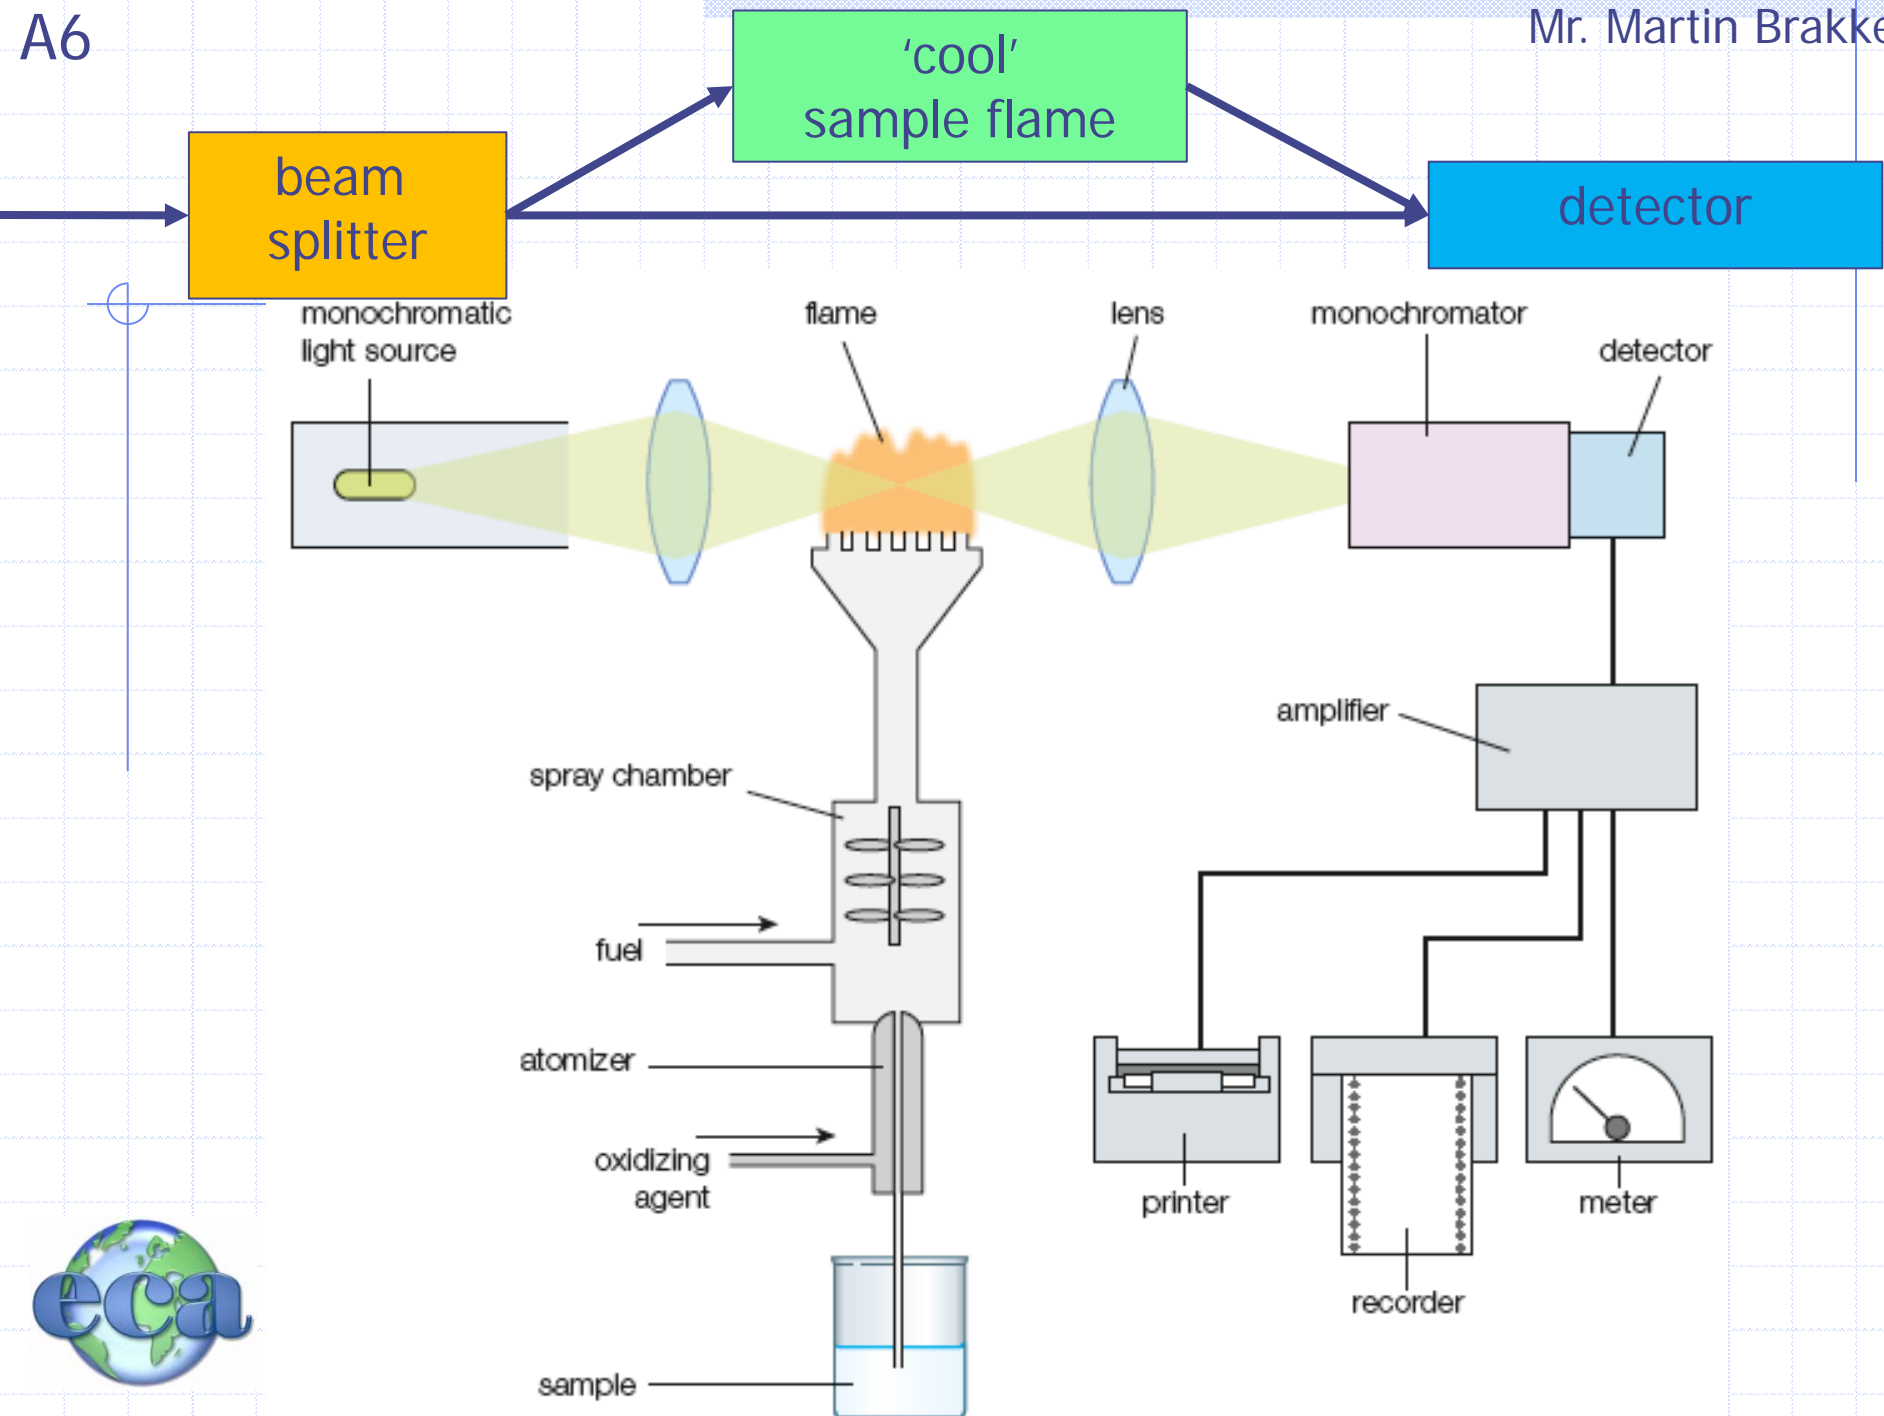 A6
Mr. Martin Brakke
'cool'
sample flame
beam
splitter
detector
monochromatic
light source
flame
lens
monochromator
detector
amplifier
spray chamber
fuel
atomizer
oxidizing
agent
printer
meter
recorder
sample
eca